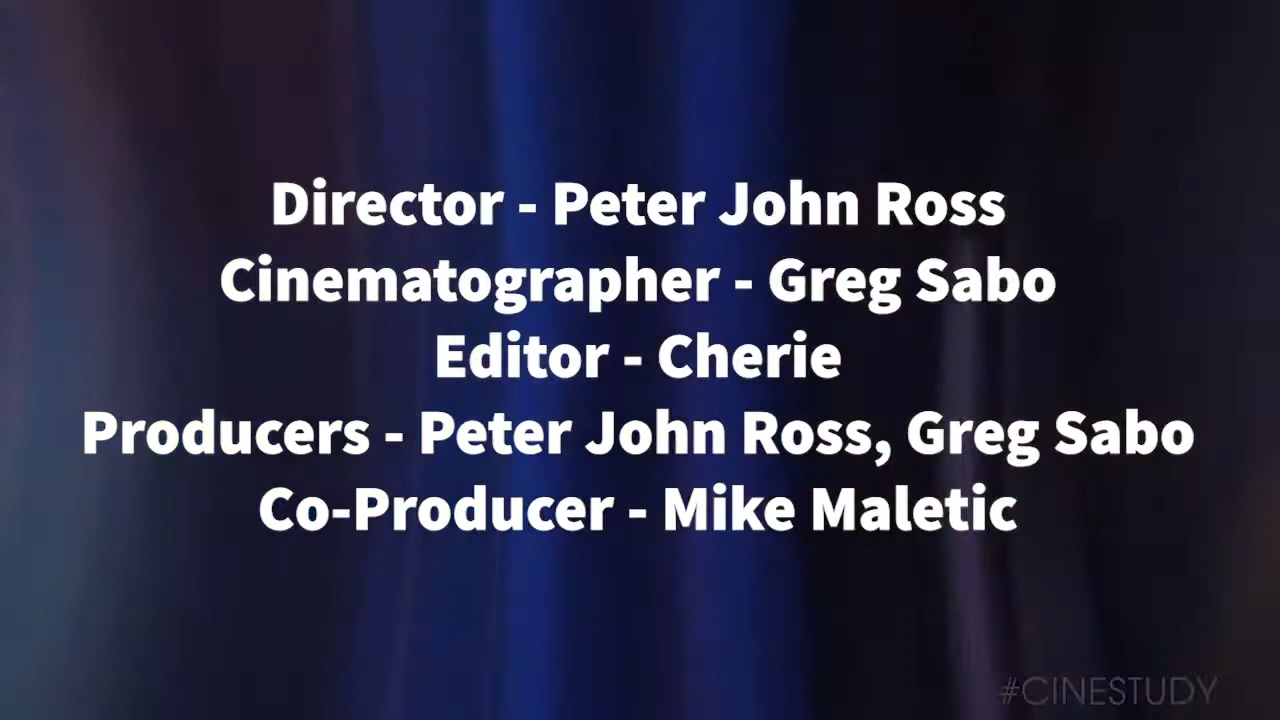 Director - Peter John Ross
Cinematographer - Greg Sabo
Editor - Cherie
Producers - Peter John Ross, Greg Sabo
Co-Producer - Mike Maletic
#CINESTUDY